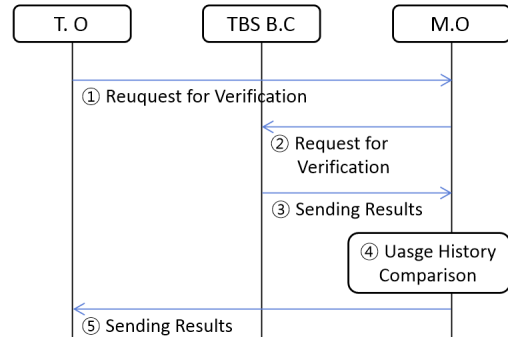 T. O
TBS B.C
M.O
① Reuquest for Verification
② Request for
Verification
③ Sending Results
④ Uasge History
Comparison
⑤ Sending Results